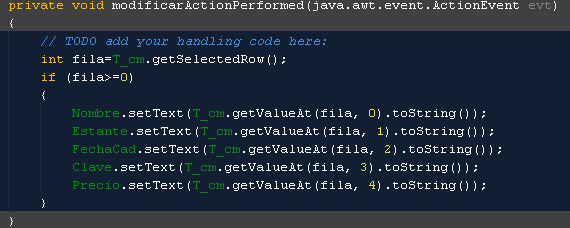 private void modificarActionPerformed(java.awt.event.ActionEvent evt)
{
// TODO add your handling code here:
int fila=T_cm.getSelectedRow();
if (fila>=0)
{
Nombre.setText(T_cm.getValueAt(fila, 0).toString());
Estante.setText(T_cm.getValueAt(fila, 1).toString());
FechaCad.setText(T_cm.getValueAt(fila, 2).toString());
Clave.setText(T_cm.getValueAt(fila, 3).toString());
Precio.setText(T_cm.getValueAt(fila, 4).toString());
}
}